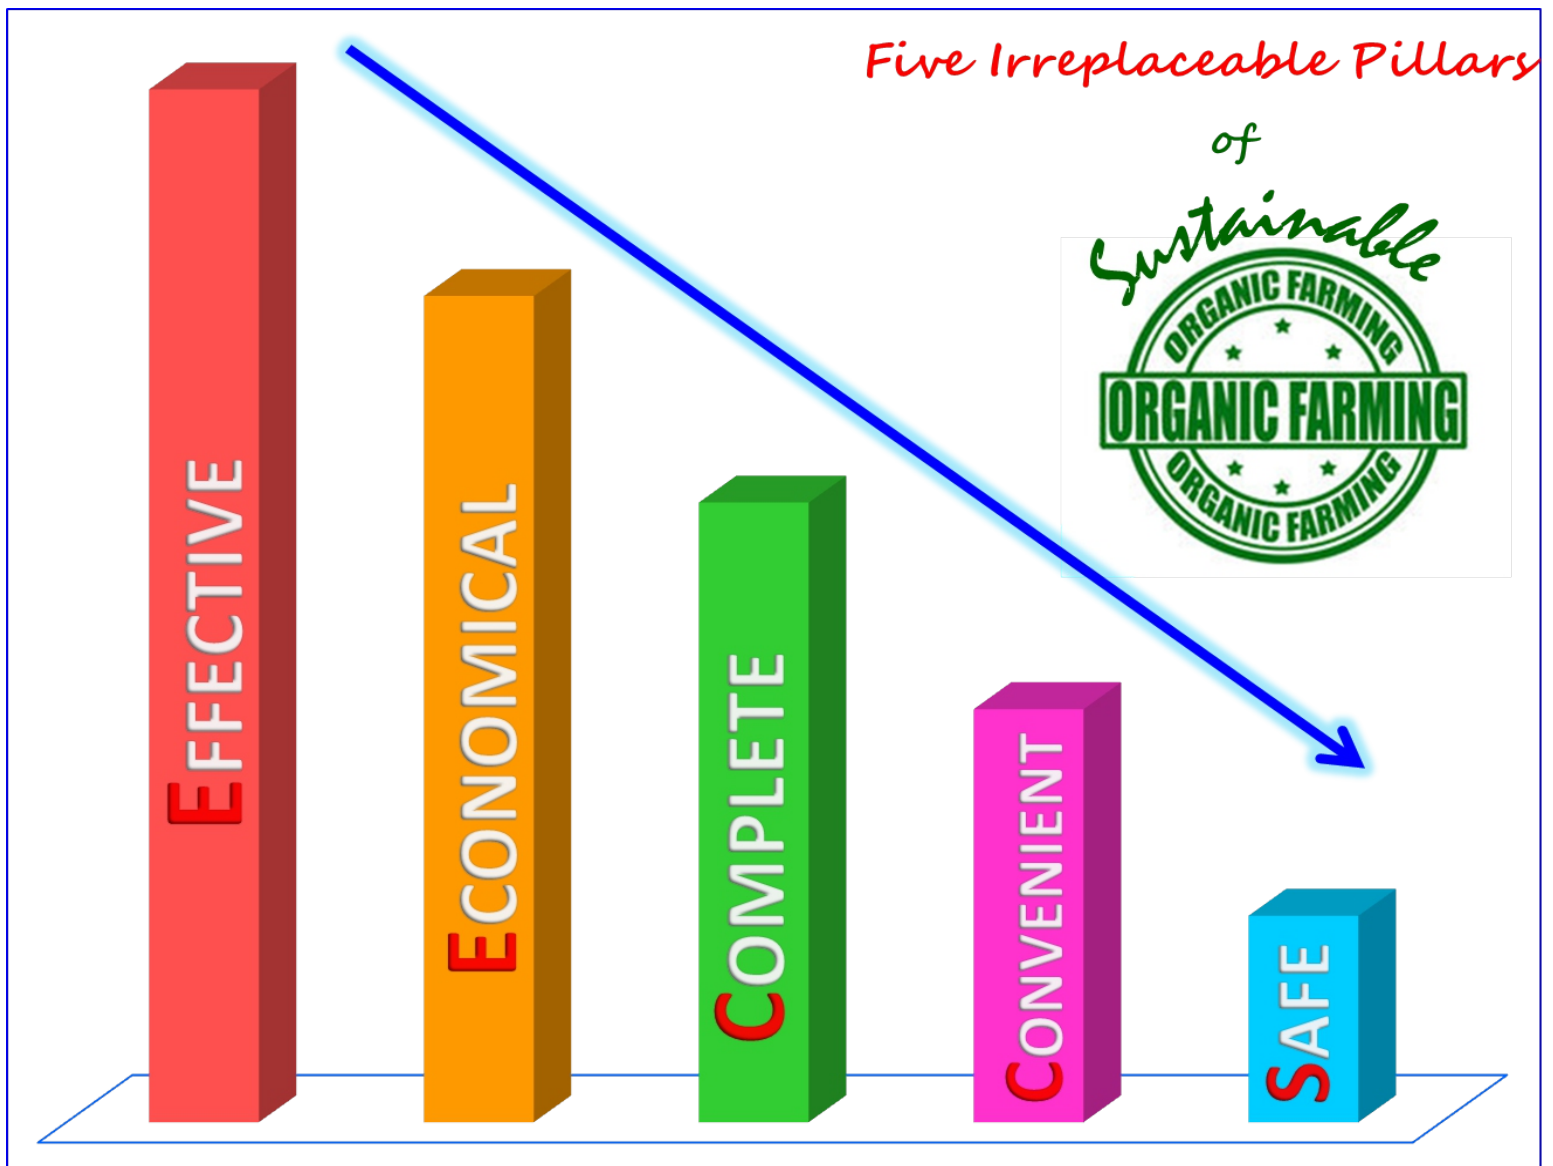 Five Irreplaceable Pillars
of
Sustainable
ORGANIC FARMING
ORGANIC FARMING
ORGANIC FARMING
EFFECTIVE
ECONOMICAL
COMPLETE
CONVENIENT
SAFE